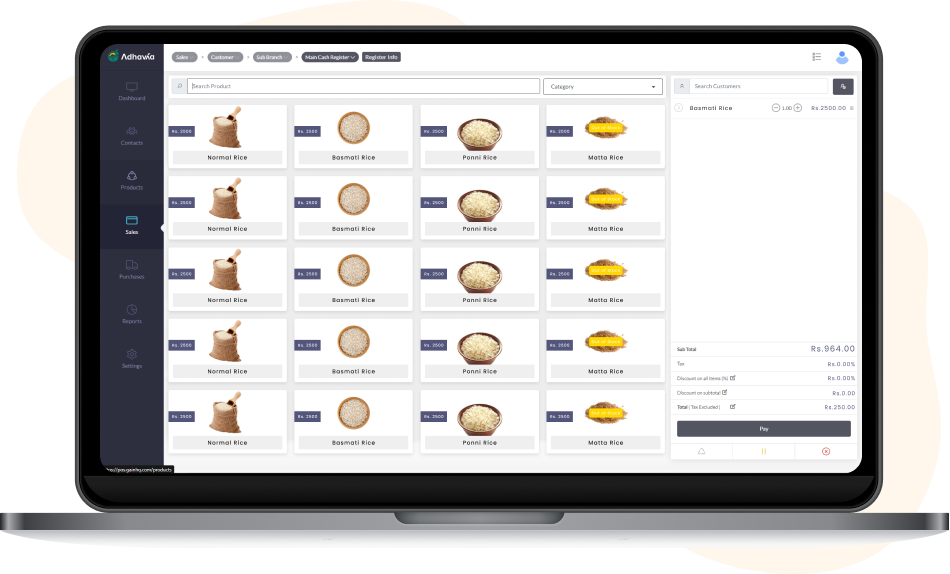 Adhavia
Sales
Customer
Sub Branch
Main Cash Register
Register Info
Dashboard
Contacts
Products
Sales
Purchases
Reports
Settings
Search Product
Category
Rs. 2500
Normal Rice
Rs. 2500
Basmati Rice
Rs. 2500
Ponni Rice
Rs. 2500
Out of Stock
Matta Rice
Rs. 2500
Normal Rice
Rs. 2500
Basmati Rice
Rs. 2500
Ponni Rice
Rs. 2500
Out of Stock
Matta Rice
Rs. 2500
Normal Rice
Rs. 2500
Basmati Rice
Rs. 2500
Ponni Rice
Rs. 2500
Out of Stock
Matta Rice
Rs. 2500
Normal Rice
Rs. 2500
Basmati Rice
Rs. 2500
Ponni Rice
Rs. 2500
Out of Stock
Matta Rice
Rs. 2500
Normal Rice
Rs. 2500
Basmati Rice
Rs. 2500
Ponni Rice
Rs. 2500
Out of Stock
Matta Rice
Search Customers
Basmati Rice 1.00 Rs.2500.00
Sub Total Rs.964.00
Tax Rs.0.00%
Discount on all items (%) Rs.0.00%
Discount on subtotal Rs.0.00
Total ( Tax Excluded ) Rs.250.00
Pay